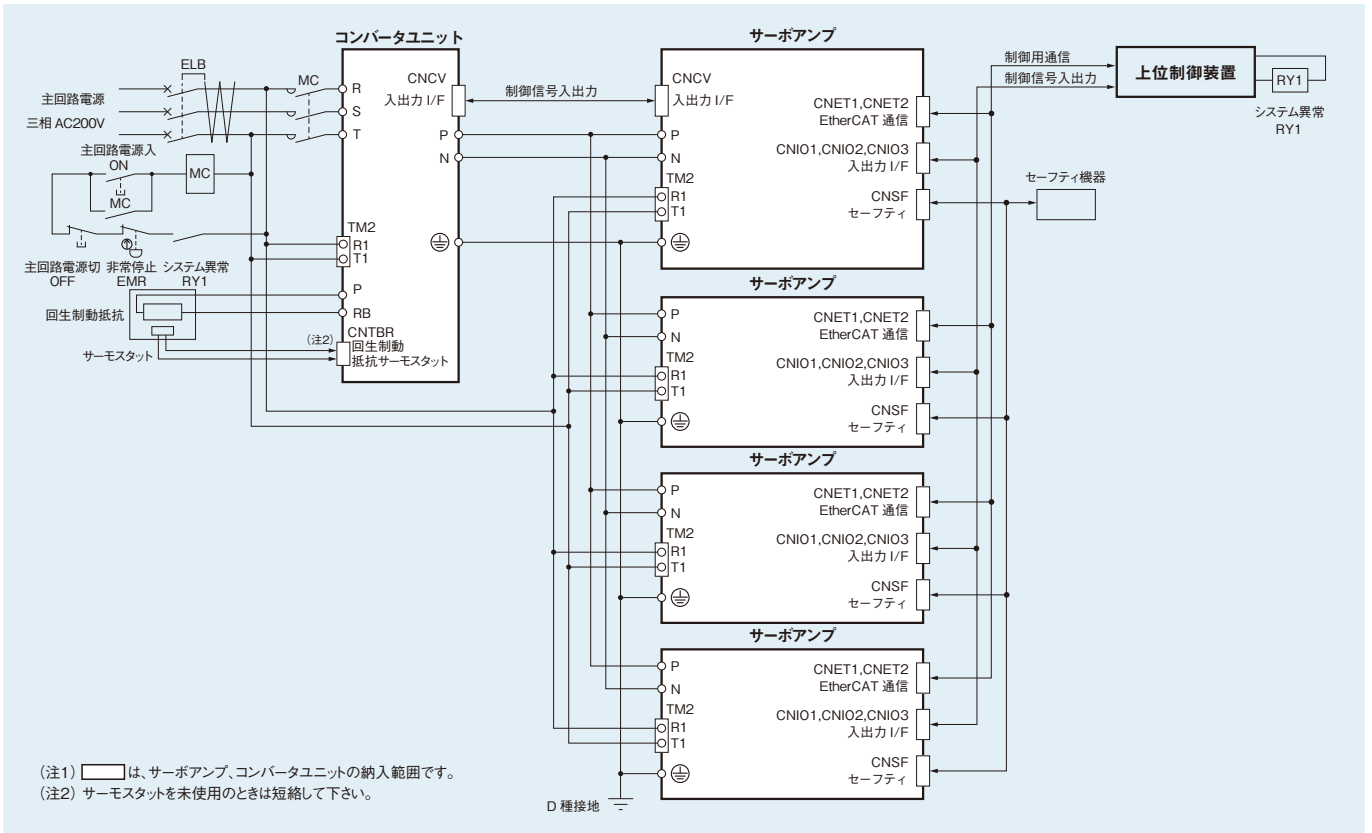 コンバータユニット
ELB
MC
主回路電源
三相 AC200V
R
S
T
CNCV
入出力 I/F
P
N
主回路電源入
ON
MC
MC
主回路電源切
OFF
非常停止
EMR
システム異常
RY1
TM2
R1
T1
P
RB
回生制動抵抗
サーモスタット
(注2)
CNTBR
回生制動
抵抗サーモスタット
制御信号入出力
サーボアンプ
CNCV
入出力 I/F
P
N
TM2
R1
T1
CNET1,CNET2
EtherCAT 通信
CNIO1,CNIO2,CNIO3
入出力 I/F
CNSF
セーフティ
サーボアンプ
P
N
TM2
R1
T1
CNET1,CNET2
EtherCAT 通信
CNIO1,CNIO2,CNIO3
入出力 I/F
CNSF
セーフティ
サーボアンプ
P
N
TM2
R1
T1
CNET1,CNET2
EtherCAT 通信
CNIO1,CNIO2,CNIO3
入出力 I/F
CNSF
セーフティ
サーボアンプ
P
N
TM2
R1
T1
CNET1,CNET2
EtherCAT 通信
CNIO1,CNIO2,CNIO3
入出力 I/F
CNSF
セーフティ
制御用通信
制御信号入出力
上位制御装置
RY1
システム異常
RY1
セーフティ機器
D 種接地
(注1) は、サーボアンプ、コンバータユニットの納入範囲です。
(注2) サーモスタットを未使用のときは短絡して下さい。